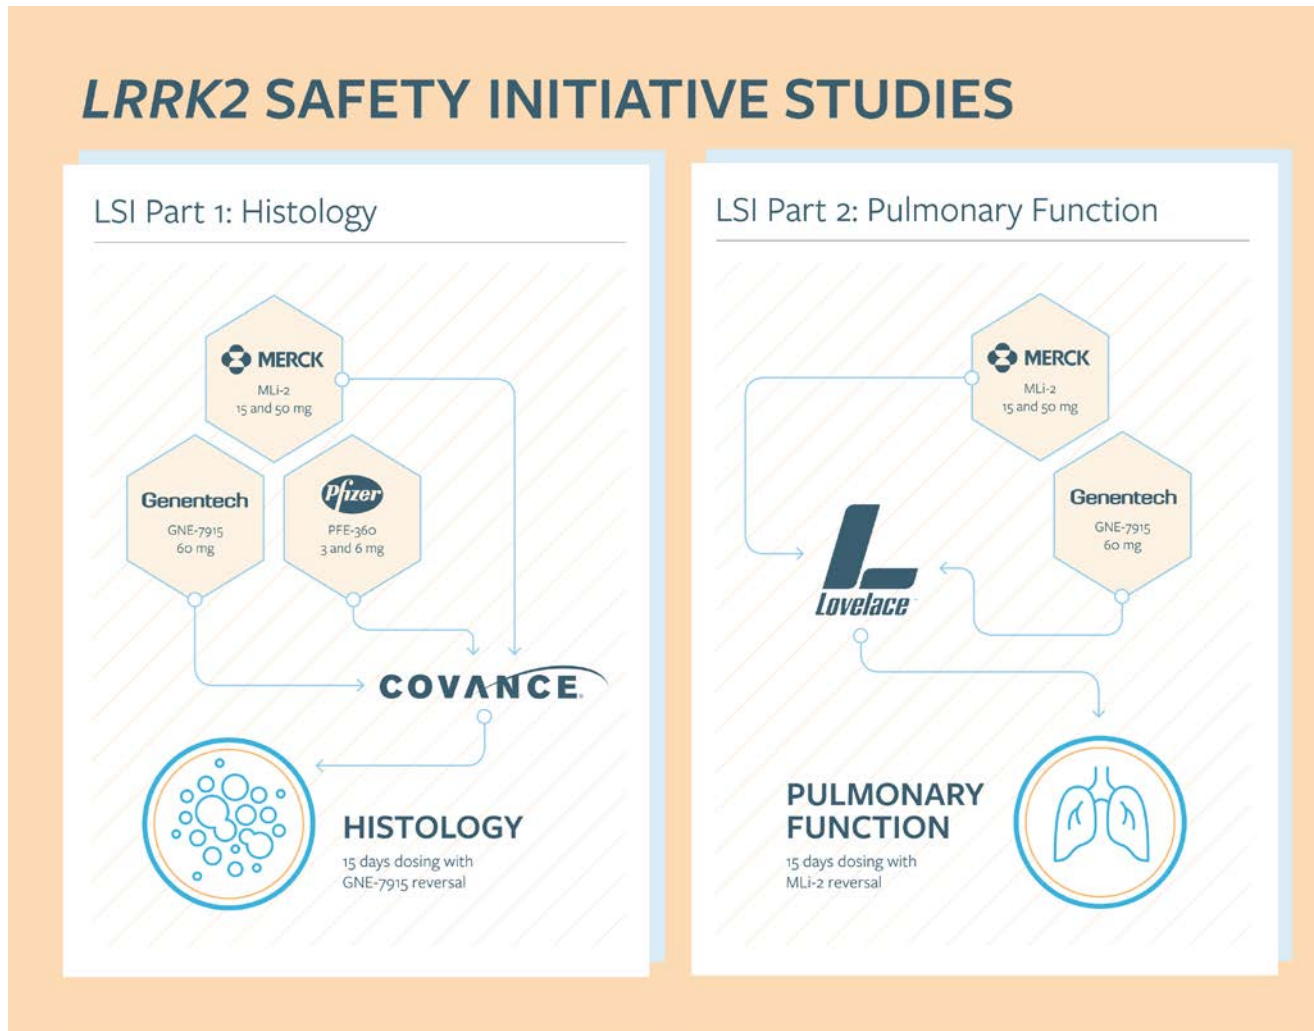 LRRK2 SAFETY INITIATIVE STUDIES
LSI Part 1: Histology
MERCK
MLi-2
15 and 50 mg
Genentech
GNE-7915
60 mg
Pfizer
PFE-360
3 and 6 mg
COVANCE
HISTOLOGY
15 days dosing with
GNE-7915 reversal
LSI Part 2: Pulmonary Function
MERCK
MLi-2
15 and 50 mg
Genentech
GNE-7915
60 mg
Lovelace
PULMONARY
FUNCTION
15 days dosing with
MLi-2 reversal